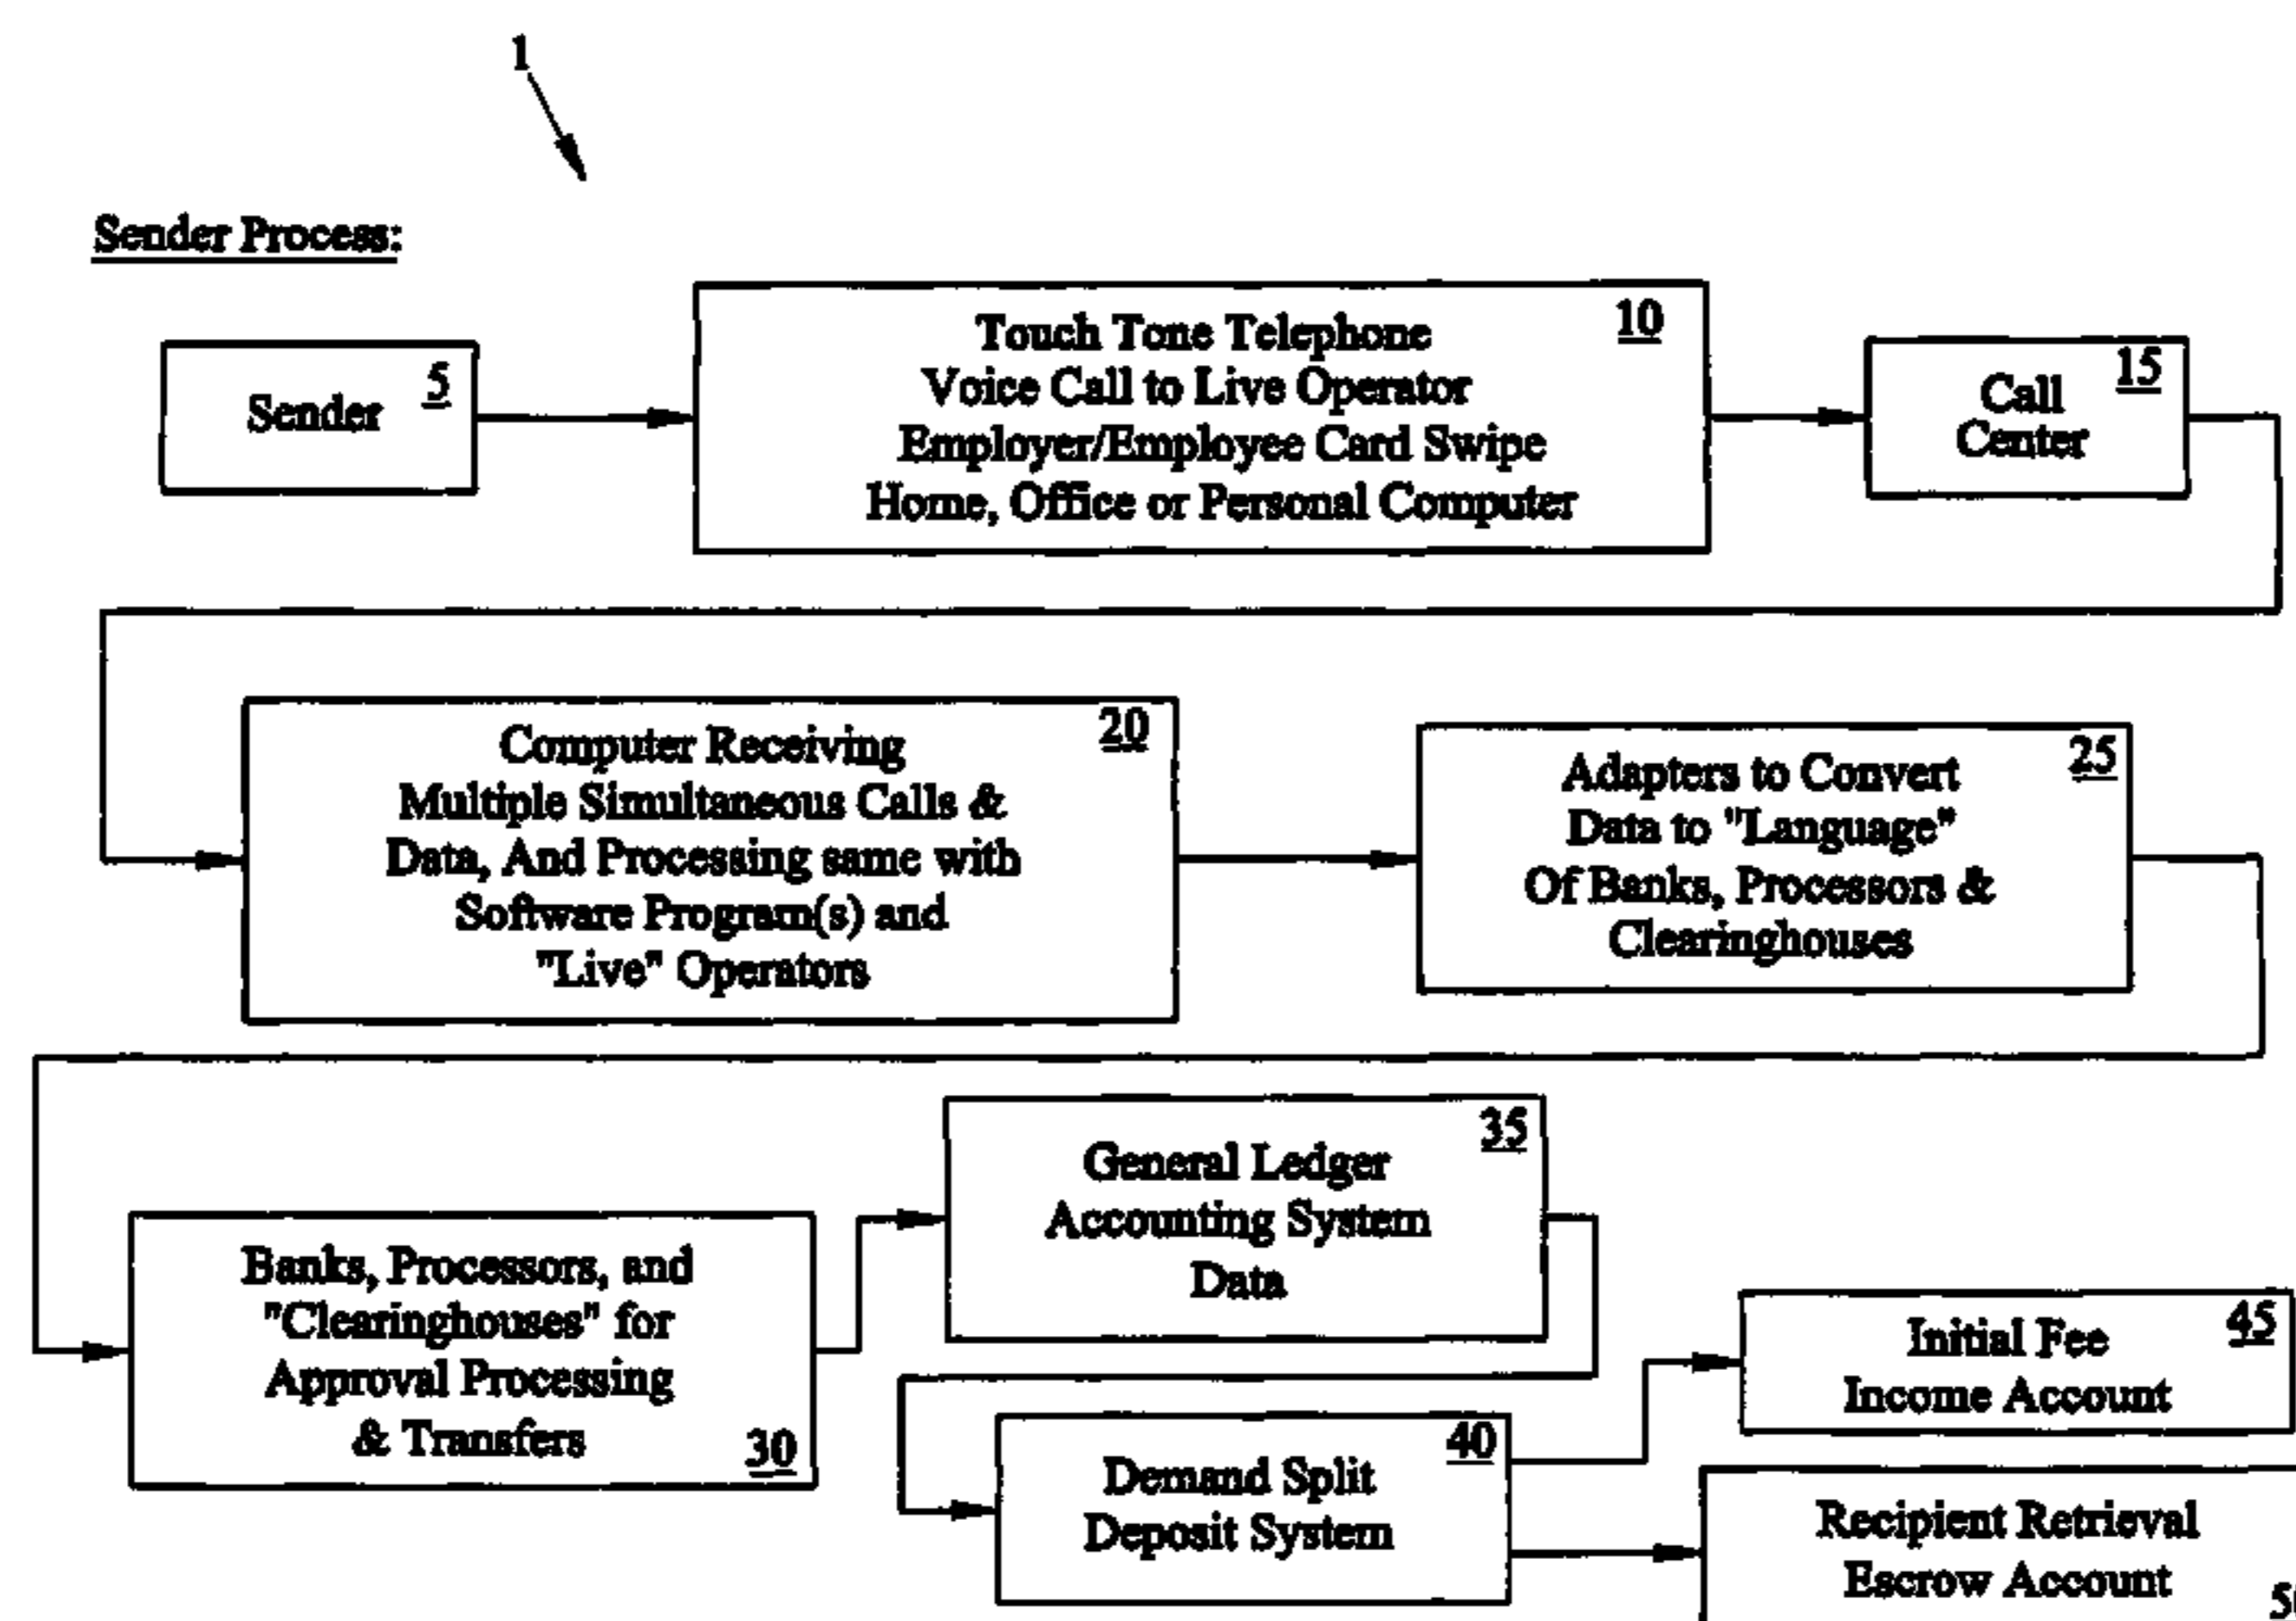 1
Sender Process:
Sender 5
10
Touch Tone Telephone
Voice Call to Live Operator
Employer/Employee Card Swipe
Home, Office or Personal Computer
15
Call
Center
20
Computer Receiving
Multiple Simultaneous Calls &
Data, And Processing same with
Software Program(s) and
"Live" Operators
25
Adapters to Convert
Data to "Language"
Of Banks, Processors &
Clearinghouses
Banks, Processors, and
"Clearinghouses" for
Approval Processing
& Transfers 30
35
General Ledger
Accounting System
Data
40
Demand Split
Deposit System
45
Initial Fee
Income Account
Recipient Retrieval
Escrow Account